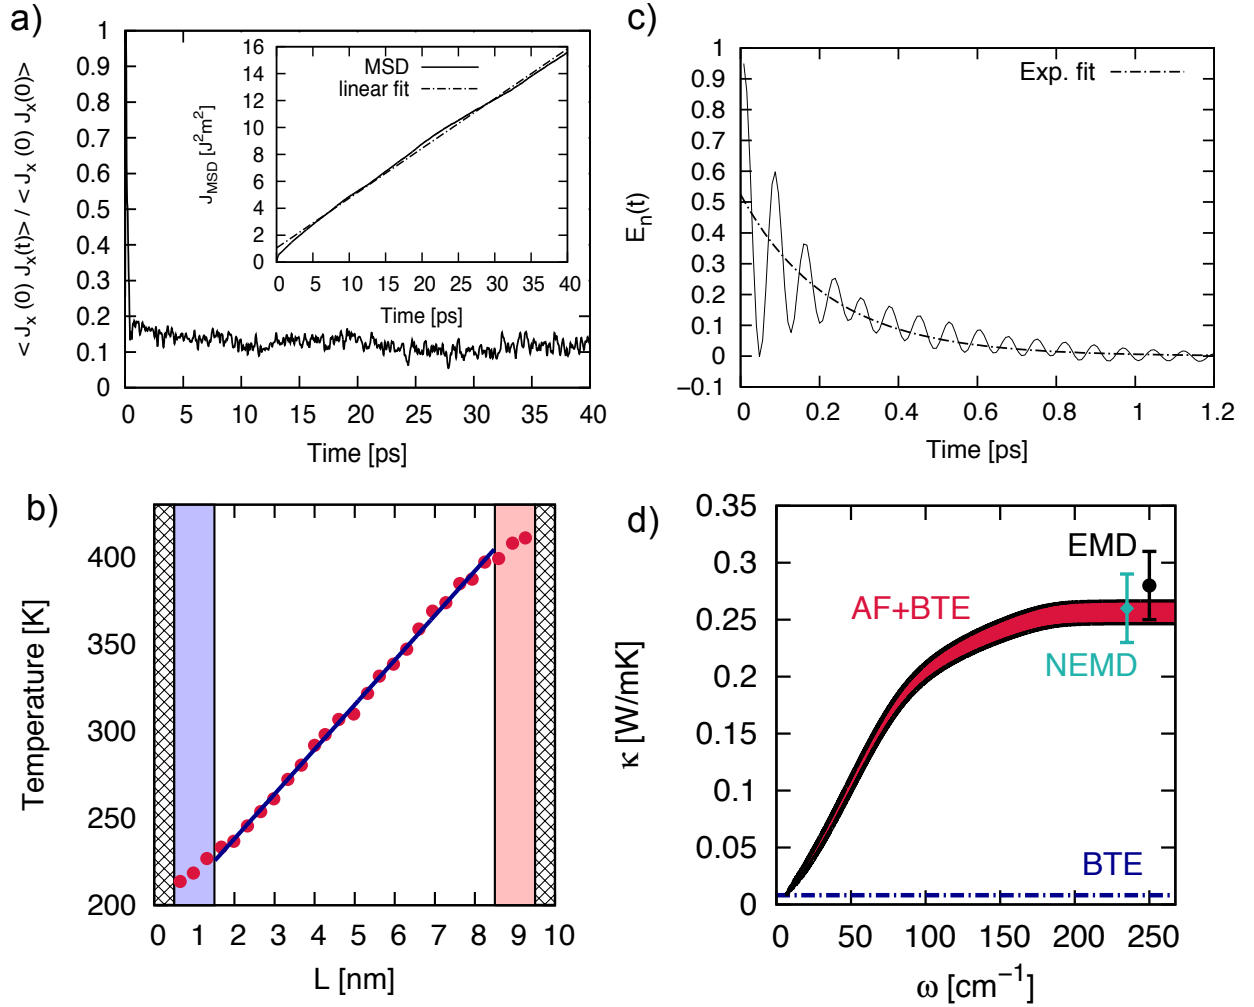 a)
< J_x (0) J_x(t)> / < J_x (0) J_x(0)>
1
0.9
0.8
0.7
0.6
0.5
0.4
0.3
0.2
0.1
0
0 5 10 15 20 25 30 35 40
Time [ps]
J_MSD [J²m²]
16
14
12
10
8
6
4
2
0
0 5 10 15 20 25 30 35 40
Time [ps]
MSD
linear fit
c)
E_n(t)
1
0.9
0.8
0.7
0.6
0.5
0.4
0.3
0.2
0.1
0
−0.1
0 0.2 0.4 0.6 0.8 1 1.2
Time [ps]
Exp. fit
b)
Temperature [K]
400
350
300
250
200
0 1 2 3 4 5 6 7 8 9 10
L [nm]
d)
κ [W/mK]
0.35
0.3
0.25
0.2
0.15
0.1
0.05
0
0 50 100 150 200 250
ω [cm⁻¹]
EMD
AF+BTE
NEMD
BTE